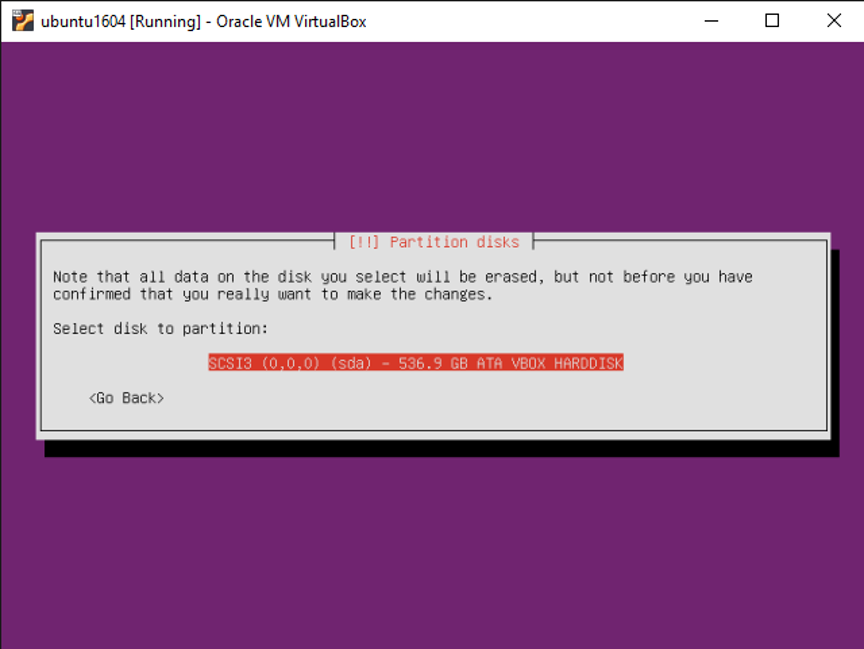 ubuntu1604 [Running] - Oracle VM VirtualBox
[!!] Partition disks
Note that all data on the disk you select will be erased, but not before you have
confirmed that you really want to make the changes.
Select disk to partition:
SCSI3 (0,0,0) (sda) - 536.9 GB ATA VBOX HARDDISK
<Go Back>